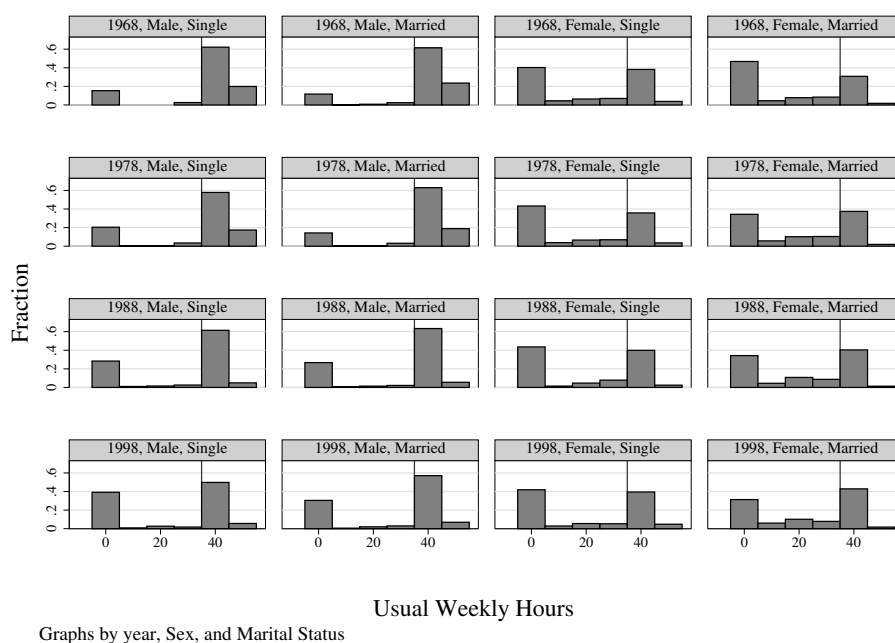 1968, Male, Single
1968, Male, Married
1968, Female, Single
1968, Female, Married
0 .2 .4 .6
1978, Male, Single
1978, Male, Married
1978, Female, Single
1978, Female, Married
0 .2 .4 .6
1988, Male, Single
1988, Male, Married
1988, Female, Single
1988, Female, Married
0 .2 .4 .6
1998, Male, Single
1998, Male, Married
1998, Female, Single
1998, Female, Married
0 .2 .4 .6
0 20 40
0 20 40
0 20 40
0 20 40
Fraction
Usual Weekly Hours
Graphs by year, Sex, and Marital Status